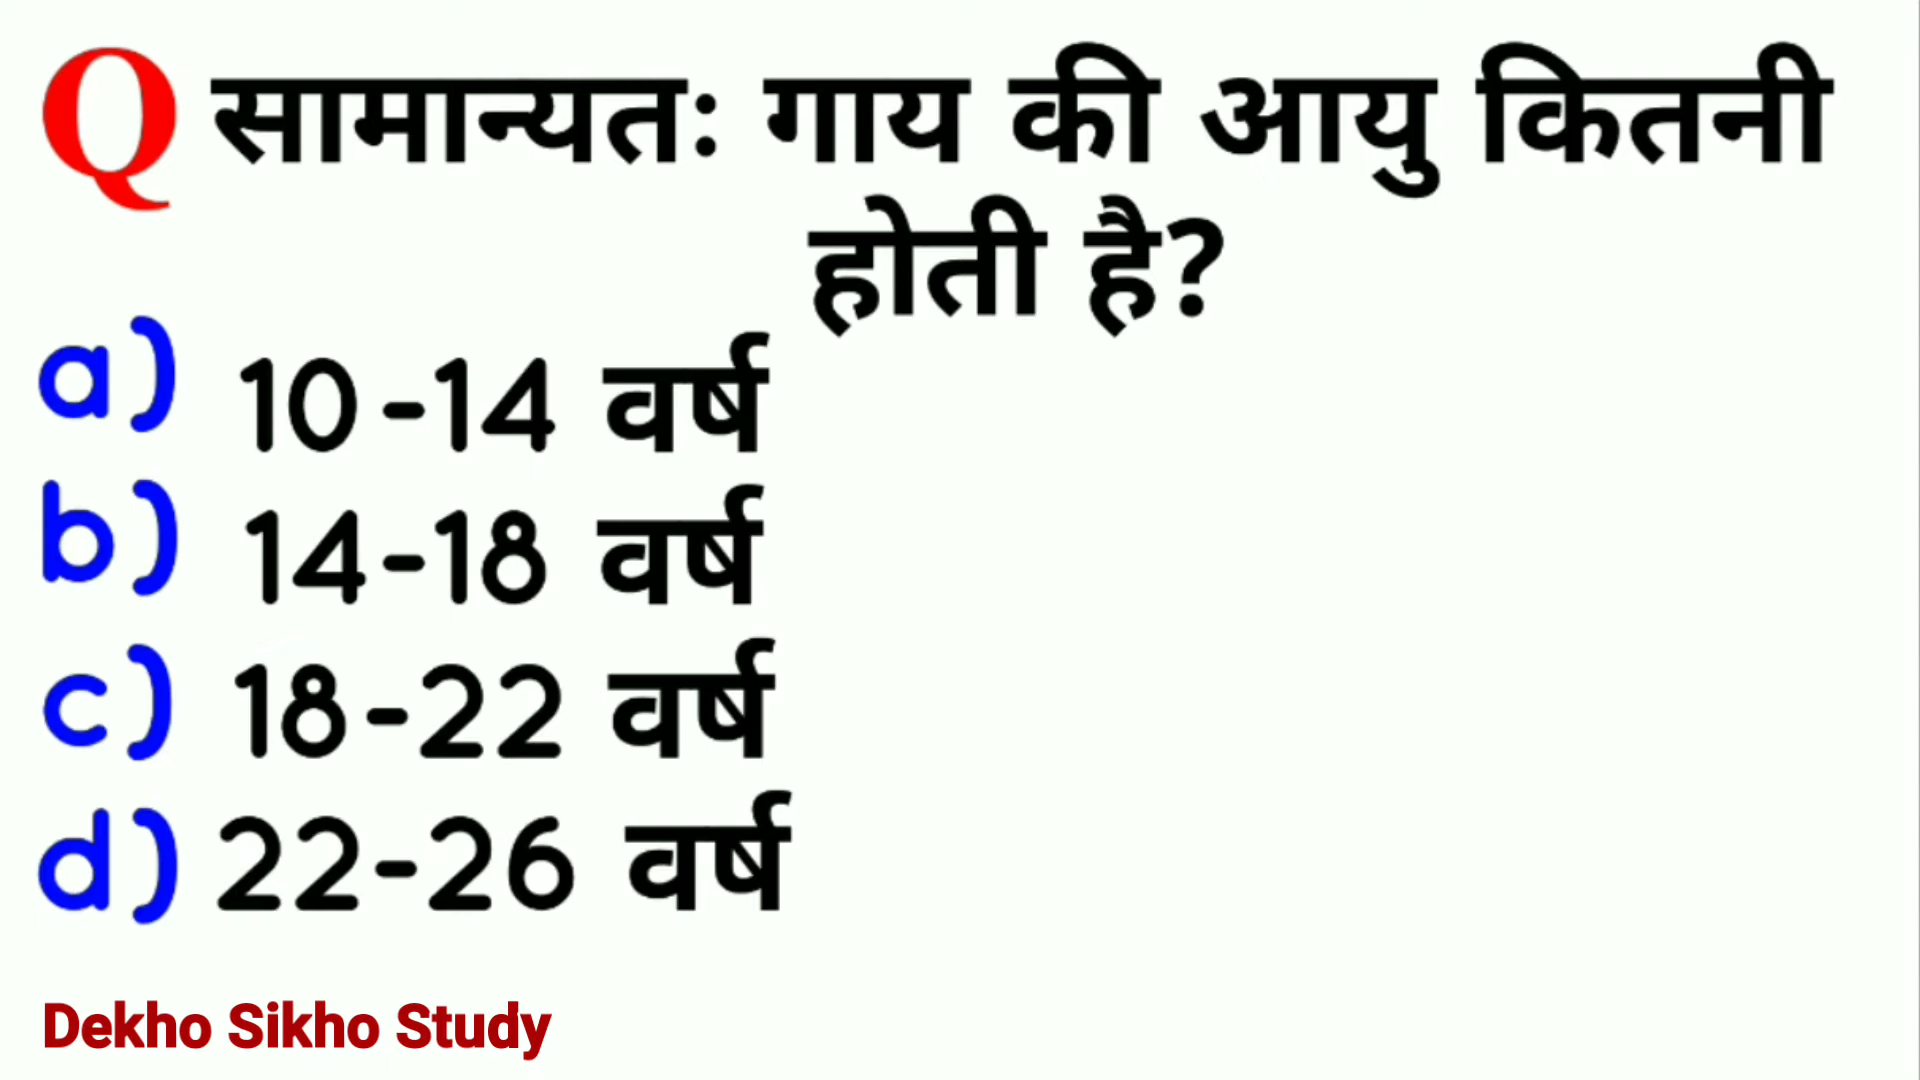 Q सामान्यतः गाय की आयु कितनी
होती है?
a) 10-14 वर्ष
b) 14-18 वर्ष
c) 18-22 वर्ष
d) 22-26 वर्ष
Dekho Sikho Study